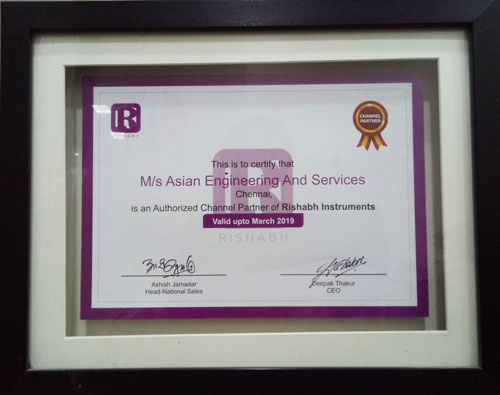 RISHABH
CHANNEL
PARTNER
This is to certify that
M/s Asian Engineering And Services
Chennai,
is an Authorized Channel Partner of Rishabh Instruments
Valid upto March 2019
RISHABH
Ashish Jamadar
Head-National Sales
Deepak Thakur
CEO